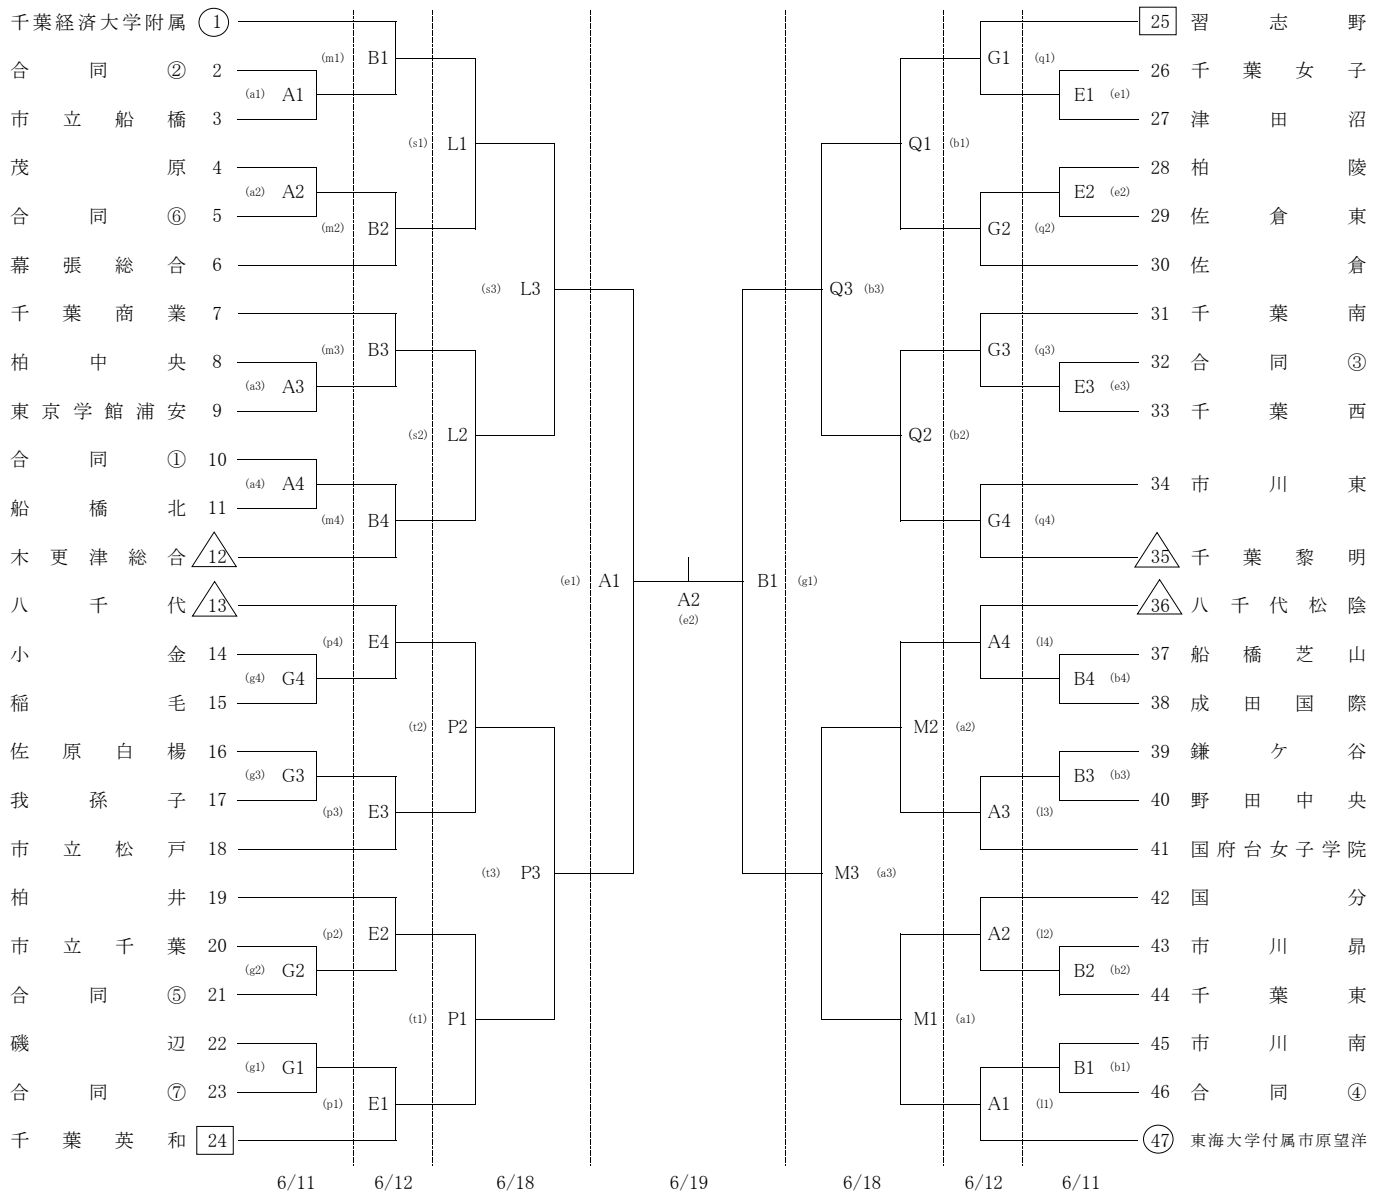 千葉経済大学附属 1 25 習志野
(m1) B1 G1 (q1)
合同② 2 26 千葉女子
(a1) A1 E1 (e1)
市立船橋 3 27 津田沼
(s1) L1 Q1 (b1)
茂原 4 28 柏陵
(a2) A2 E2 (e2)
合同⑥ 5 29 佐倉東
(m2) B2 G2 (q2)
幕張総合 6 30 佐倉
(s3) L3 Q3 (b3)
千葉商業 7 31 千葉南
(m3) B3 G3 (q3)
柏中央 8 32 合同③
(a3) A3 E3 (e3)
東京学館浦安 9 33 千葉西
(s2) L2 Q2 (b2)
合同① 10
(a4) A4 34 市川東
船橋北 11
(m4) B4 G4 (q4)
木更津総合 12 35 千葉黎明
(e1) A1 B1 (g1)
A2
(e2)
八千代 13 36 八千代松陰
(p4) E4 A4 (l4)
小金 14 37 船橋芝山
(g4) G4 B4 (b4)
稲毛 15 38 成田国際
(t2) P2 M2 (a2)
佐原白楊 16 39 鎌ケ谷
(g3) G3 B3 (b3)
我孫子 17 40 野田中央
(p3) E3 A3 (l3)
市立松戸 18 41 国府台女子学院
(t3) P3 M3 (a3)
柏井 19 42 国分
(p2) E2 A2 (l2)
市立千葉 20 43 市川昴
(g2) G2 B2 (b2)
合同⑤ 21 44 千葉東
(t1) P1 M1 (a1)
磯辺 22 45 市川南
(g1) G1 B1 (b1)
合同⑦ 23 46 合同④
(p1) E1 A1 (l1)
千葉英和 24 47 東海大学付属市原望洋
6/11 6/12 6/18 6/19 6/18 6/12 6/11